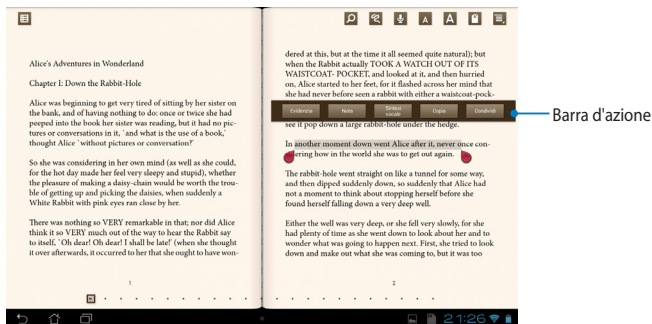 Alice's Adventures in Wonderland
Chapter I: Down the Rabbit-Hole
Alice was beginning to get very tired of sitting by her sister on
the bank, and of having nothing to do: once or twice she had
peeped into the book her sister was reading, but it had no pic-
tures or conversations in it, `and what is the use of a book,'
thought Alice `without pictures or conversation?'
So she was considering in her own mind (as well as she could,
for the hot day made her feel very sleepy and stupid), whether
the pleasure of making a daisy-chain would be worth the trou-
ble of getting up and picking the daisies, when suddenly a
White Rabbit with pink eyes ran close by her.
There was nothing so VERY remarkable in that; nor did Alice
think it so VERY much out of the way to hear the Rabbit say
to itself, `Oh dear! Oh dear! I shall be late!' (when she thought
it over afterwards, it occurred to her that she ought to have won-
1
dered at this, but at the time it all seemed quite natural); but
when the Rabbit actually TOOK A WATCH OUT OF ITS
WAISTCOAT- POCKET, and looked at it, and then hurried
on, Alice started to her feet, for it flashed across her mind that
she had never before seen a rabbit with either a waistcoat-pock-
Evidenzia
Note
Sintesi vocale
Copia
Condividi
see it pop down a large rabbit-hole under the hedge.
In another moment down went Alice after it, never once con-
dering how in the world she was to get out again.
The rabbit-hole went straight on like a tunnel for some way,
and then dipped suddenly down, so suddenly that Alice had
not a moment to think about stopping herself before she
found herself falling down a very deep well.
Either the well was very deep, or she fell very slowly, for she
had plenty of time as she went down to look about her and to
wonder what was going to happen next. First, she tried to look
down and make out what she was coming to, but it was too
2
21:26
Barra d'azione